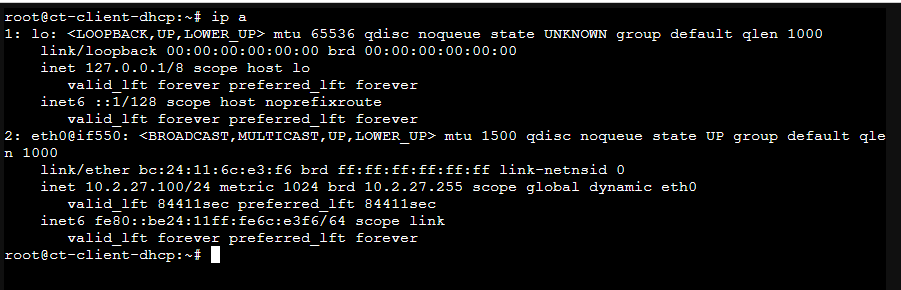 root@ct-client-dhcp:~# ip a
1: lo: <LOOPBACK,UP,LOWER_UP> mtu 65536 qdisc noqueue state UNKNOWN group default qlen 1000
    link/loopback 00:00:00:00:00:00 brd 00:00:00:00:00:00
    inet 127.0.0.1/8 scope host lo
       valid_lft forever preferred_lft forever
    inet6 ::1/128 scope host noprefixroute
       valid_lft forever preferred_lft forever
2: eth0@if550: <BROADCAST,MULTICAST,UP,LOWER_UP> mtu 1500 qdisc noqueue state UP group default qle
n 1000
    link/ether bc:24:11:6c:e3:f6 brd ff:ff:ff:ff:ff:ff link-netnsid 0
    inet 10.2.27.100/24 metric 1024 brd 10.2.27.255 scope global dynamic eth0
       valid_lft 84411sec preferred_lft 84411sec
    inet6 fe80::be24:11ff:fe6c:e3f6/64 scope link
       valid_lft forever preferred_lft forever
root@ct-client-dhcp:~#